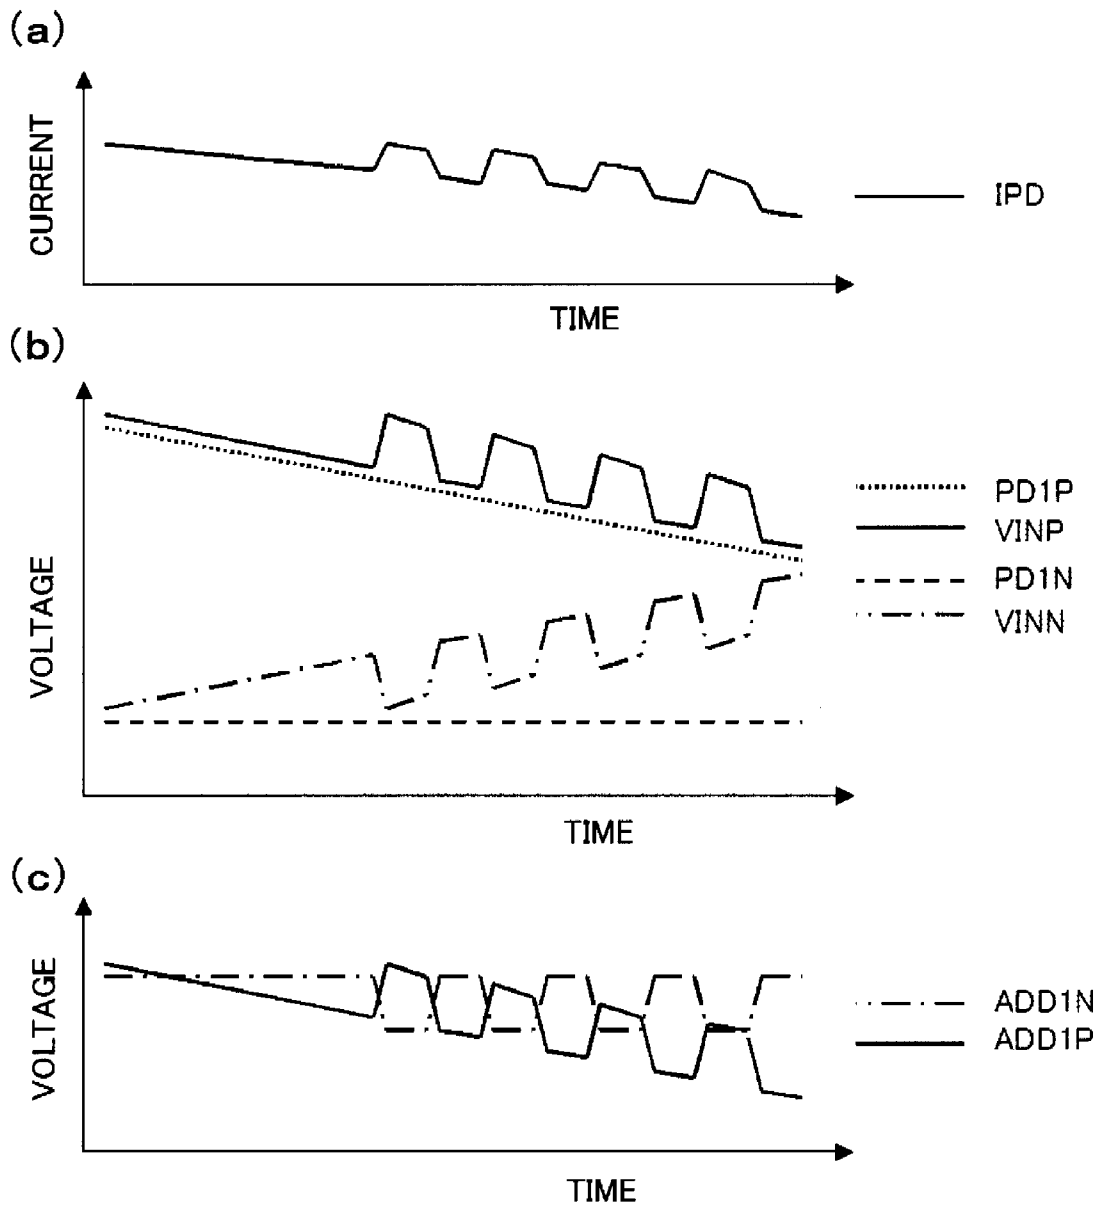 (a)
CURRENT
IPD
TIME
(b)
VOLTAGE
PD1P
VINP
PD1N
VINN
TIME
(c)
VOLTAGE
ADD1N
ADD1P
TIME